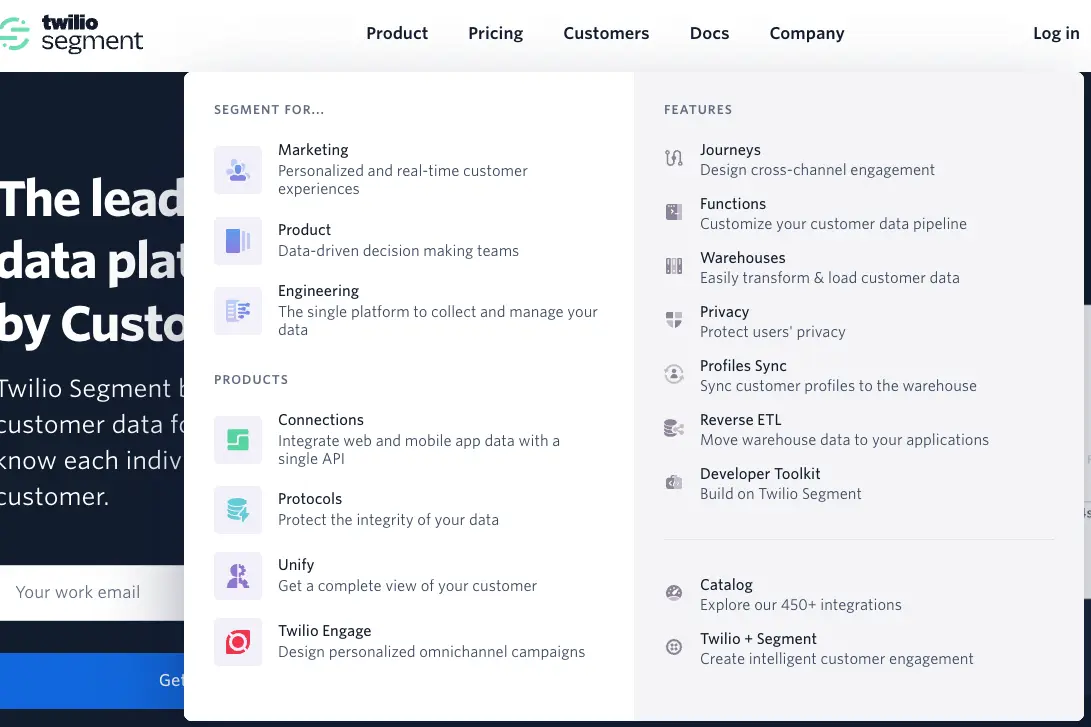 twilio
segment
Product
Pricing
Customers
Docs
Company
Log in
The lead
data plat
by Custo
Twilio Segment b
customer data fo
know each indiv
customer.
Your work email
Get
SEGMENT FOR...
Marketing
Personalized and real-time customer
experiences
Product
Data-driven decision making teams
Engineering
The single platform to collect and manage your
data
PRODUCTS
Connections
Integrate web and mobile app data with a
single API
Protocols
Protect the integrity of your data
Unify
Get a complete view of your customer
Twilio Engage
Design personalized omnichannel campaigns
FEATURES
Journeys
Design cross-channel engagement
Functions
Customize your customer data pipeline
Warehouses
Easily transform & load customer data
Privacy
Protect users' privacy
Profiles Sync
Sync customer profiles to the warehouse
Reverse ETL
Move warehouse data to your applications
Developer Toolkit
Build on Twilio Segment
Catalog
Explore our 450+ integrations
Twilio + Segment
Create intelligent customer engagement